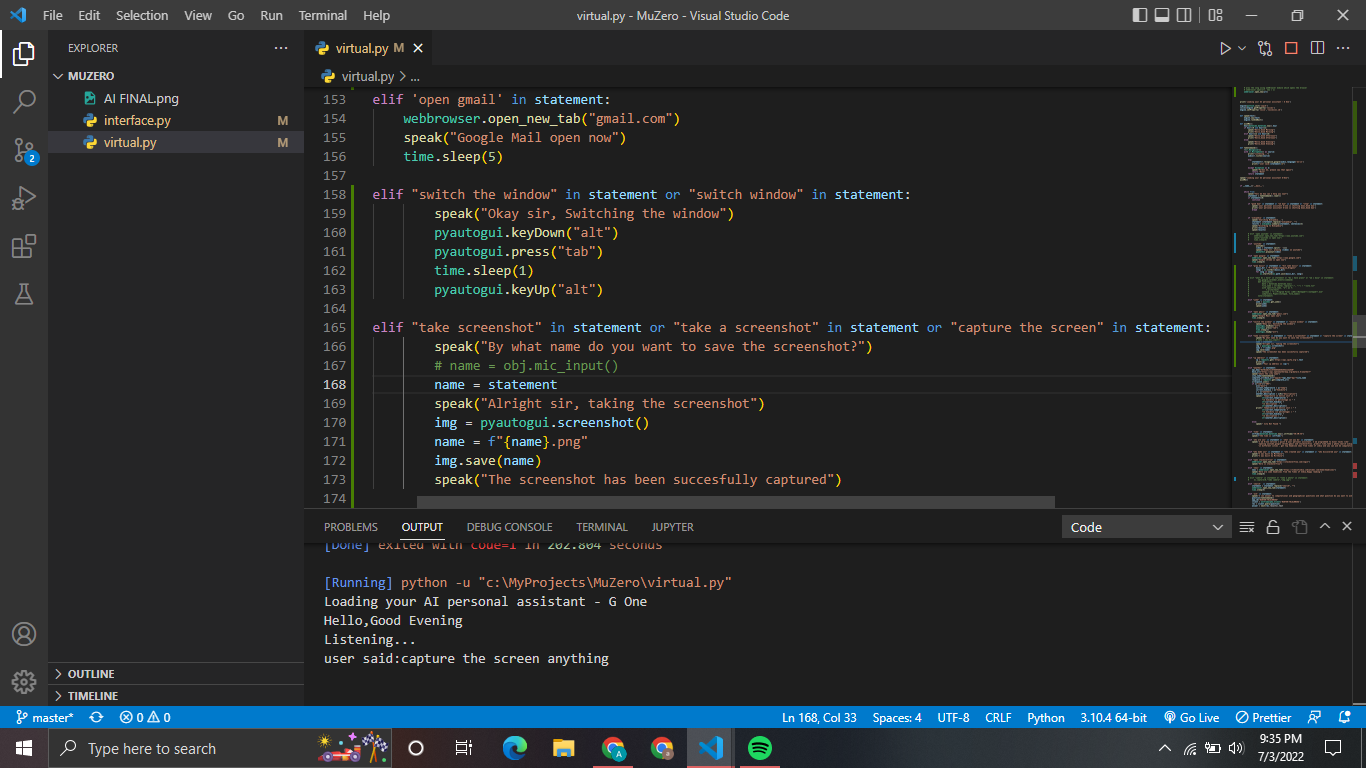 File Edit Selection View Go Run Terminal Help virtual.py - MuZero - Visual Studio Code
EXPLORER
MUZERO
AI FINAL.png
interface.py M
virtual.py M
OUTLINE
TIMELINE
2
virtual.py M
virtual.py > ...
153 elif 'open gmail' in statement:
154 webbrowser.open_new_tab("gmail.com")
155 speak("Google Mail open now")
156 time.sleep(5)
157
158 elif "switch the window" in statement or "switch window" in statement:
159 speak("Okay sir, Switching the window")
160 pyautogui.keyDown("alt")
161 pyautogui.press("tab")
162 time.sleep(1)
163 pyautogui.keyUp("alt")
164
165 elif "take screenshot" in statement or "take a screenshot" in statement or "capture the screen" in statement:
166 speak("By what name do you want to save the screenshot?")
167 # name = obj.mic_input()
168 name = statement
169 speak("Alright sir, taking the screenshot")
170 img = pyautogui.screenshot()
171 name = f"{name}.png"
172 img.save(name)
173 speak("The screenshot has been succesfully captured")
174
PROBLEMS OUTPUT DEBUG CONSOLE TERMINAL JUPYTER Code
[Done] exited with code=1 in 202.804 seconds
[Running] python -u "c:\MyProjects\MuZero\virtual.py"
Loading your AI personal assistant - G One
Hello,Good Evening
Listening...
user said:capture the screen anything
master* 0 0 Ln 168, Col 33 Spaces: 4 UTF-8 CRLF Python 3.10.4 64-bit Go Live Prettier
Type here to search
9:35 PM
7/3/2022